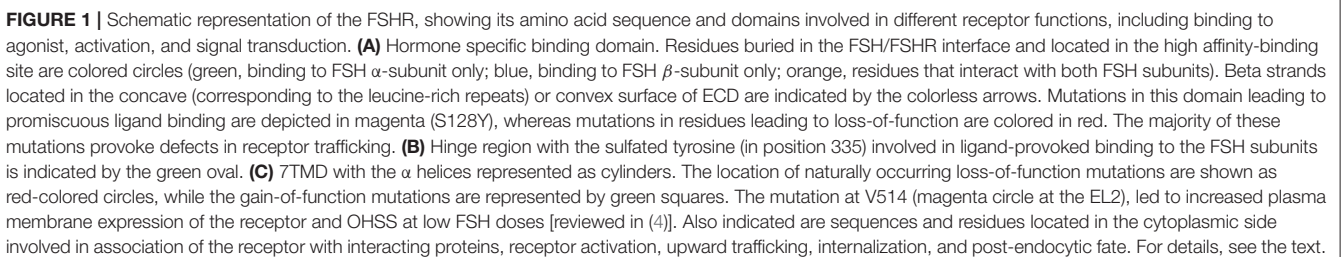 FIGURE 1 | Schematic representation of the FSHR, showing its amino acid sequence and domains involved in different receptor functions, including binding to
agonist, activation, and signal transduction. (A) Hormone specific binding domain. Residues buried in the FSH/FSHR interface and located in the high affinity-binding
site are colored circles (green, binding to FSH α-subunit only; blue, binding to FSH β-subunit only; orange, residues that interact with both FSH subunits). Beta strands
located in the concave (corresponding to the leucine-rich repeats) or convex surface of ECD are indicated by the colorless arrows. Mutations in this domain leading to
promiscuous ligand binding are depicted in magenta (S128Y), whereas mutations in residues leading to loss-of-function are colored in red. The majority of these
mutations provoke defects in receptor trafficking. (B) Hinge region with the sulfated tyrosine (in position 335) involved in ligand-provoked binding to the FSH subunits
is indicated by the green oval. (C) 7TMD with the α helices represented as cylinders. The location of naturally occurring loss-of-function mutations are shown as
red-colored circles, while the gain-of-function mutations are represented by green squares. The mutation at V514 (magenta circle at the EL2), led to increased plasma
membrane expression of the receptor and OHSS at low FSH doses [reviewed in (4)]. Also indicated are sequences and residues located in the cytoplasmic side
involved in association of the receptor with interacting proteins, receptor activation, upward trafficking, internalization, and post-endocytic fate. For details, see the text.